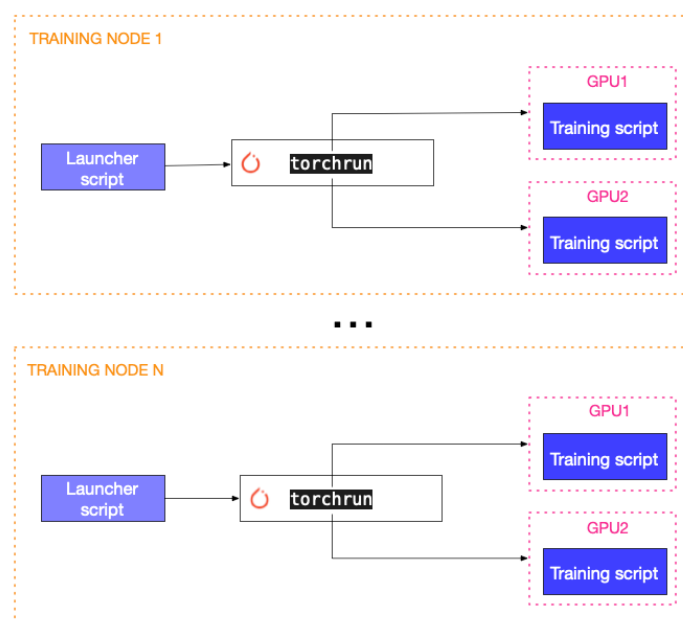 TRAINING NODE 1
GPU1
Training script
Launcher
script
torchrun
GPU2
Training script
...
TRAINING NODE N
GPU1
Training script
Launcher
script
torchrun
GPU2
Training script